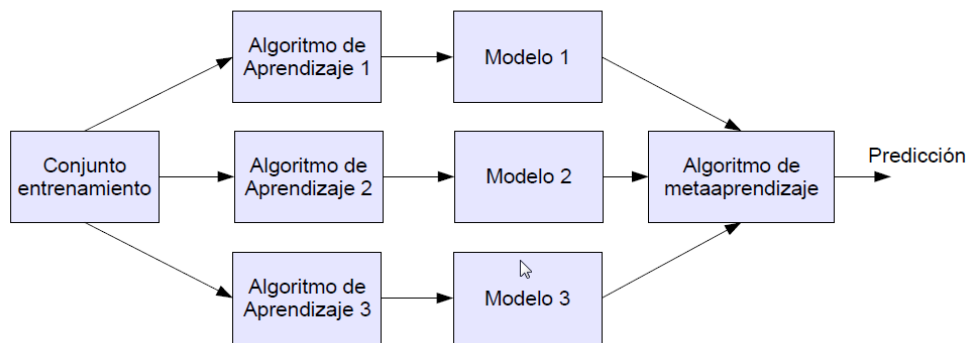 Algoritmo de
Aprendizaje 1
Modelo 1
Conjunto
entrenamiento
Algoritmo de
Aprendizaje 2
Modelo 2
Algoritmo de
metaaprendizaje
Predicción
Algoritmo de
Aprendizaje 3
Modelo 3